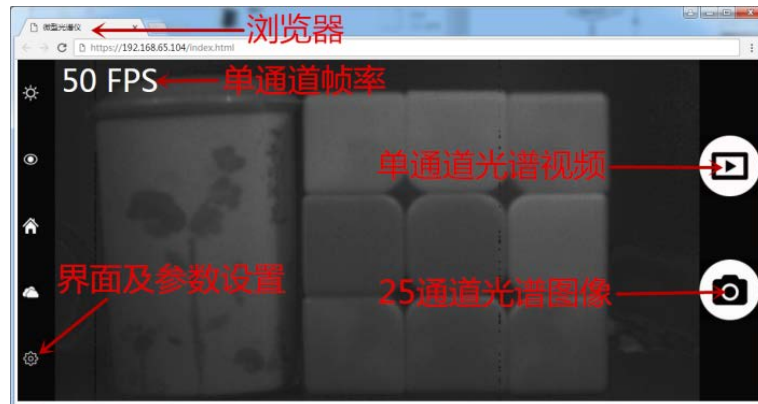 微型光谱仪
浏览器
https://192.168.65.104/index.html
50 FPS
单通道帧率
单通道光谱视频
界面及参数设置
25通道光谱图像